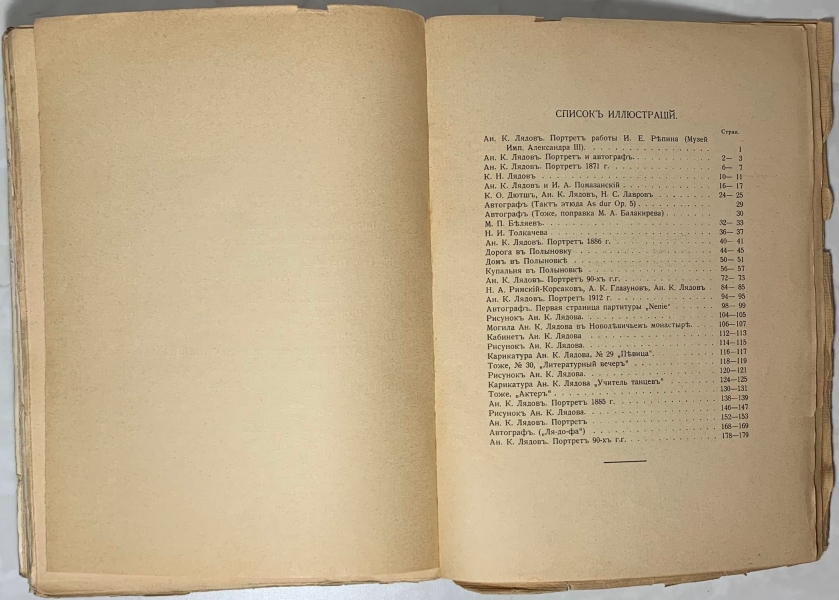 СПИСОКЪ ИЛЛЮСТРАЦІЙ.
Стран.
Ан. К. Лядовъ. Портретъ работы И. Е. Рѣпина (Музей
Имп. Александра III). 1
Ан. К. Лядовъ. Портретъ и автографъ. 2— 3
Ан. К. Лядовъ. Портретъ 1871 г. 6— 7
К. Н. Лядовъ 10— 11
Ан. К. Лядовъ и И. А. Помазанскій 16— 17
К. О. Дютшъ, Ан. К. Лядовъ, Н. С. Лавровъ 24— 25
Автографъ (Тактъ этюда As dur Op. 5) 29
Автографъ (Тоже, поправка М. А. Балакирева) 30
М. П. Бѣляевъ. 32— 33
Н. И. Толкачева 36— 37
Ан. К. Лядовъ. Портретъ 1886 г. 40— 41
Дорога въ Полыновку 44— 45
Домъ въ Полыновкѣ 50— 51
Купальня въ Полыновкѣ 56— 57
Ан. К. Лядовъ. Портретъ 90-хъ г.г. 72— 73
Н. А. Римскій-Корсаковъ, А. К. Глазуновъ, Ан. К. Лядовъ 84— 85
Ан. К. Лядовъ. Портретъ 1912 г. 94— 95
Автографъ. Первая страница партитуры „Nenie“ 98— 99
Рисунокъ Ан. К. Лядова. 104—105
Могила Ан. К. Лядова въ Новодѣвичьемъ монастырѣ. 106—107
Кабинетъ Ан. К. Лядова 112—113
Рисунокъ Ан. К. Лядова. 114—115
Карикатура Ан. К. Лядова, № 29 „Пѣвица“. 116—117
Тоже, № 30, „Литературный вечеръ“ 118—119
Рисунокъ Ан. К. Лядова. 120—121
Карикатура Ан. К. Лядова „Учитель танцевъ“ 124—125
Тоже, „Актеръ“ 130—131
Ан. К. Лядовъ. Портретъ 1885 г. 138—139
Рисунокъ Ан. К. Лядова. 146—147
Ан. К. Лядовъ. Портретъ 152—153
Автографъ. („Ля-до-фа“) 168—169
Ан. К. Лядовъ. Портретъ 90-хъ г.г. 178—179